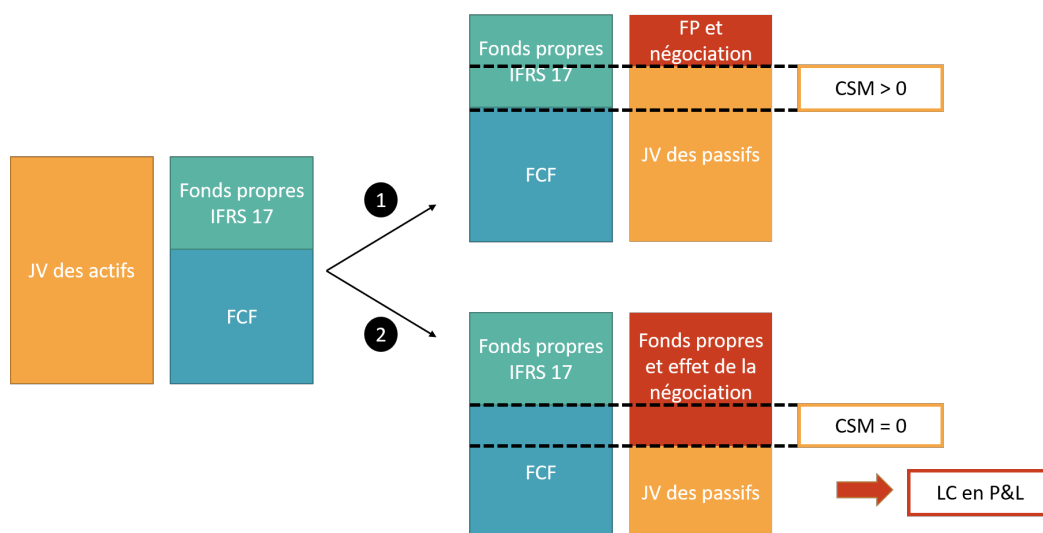 JV des actifs
Fonds propres
IFRS 17
FCF
1
2
Fonds propres
IFRS 17
FCF
FP et
négociation
JV des passifs
CSM > 0
Fonds propres
IFRS 17
FCF
Fonds propres
et effet de la
négociation
JV des passifs
CSM = 0
LC en P&L